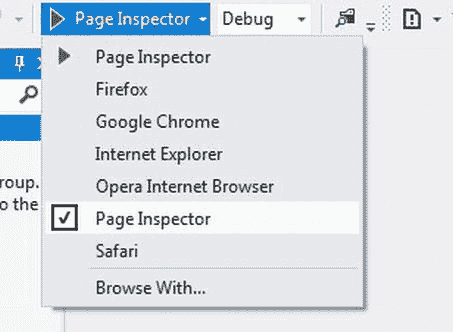 Page Inspector Debug
Page Inspector
Firefox
Google Chrome
Internet Explorer
Opera Internet Browser
Page Inspector
Safari
Browse With...
roup.
o the